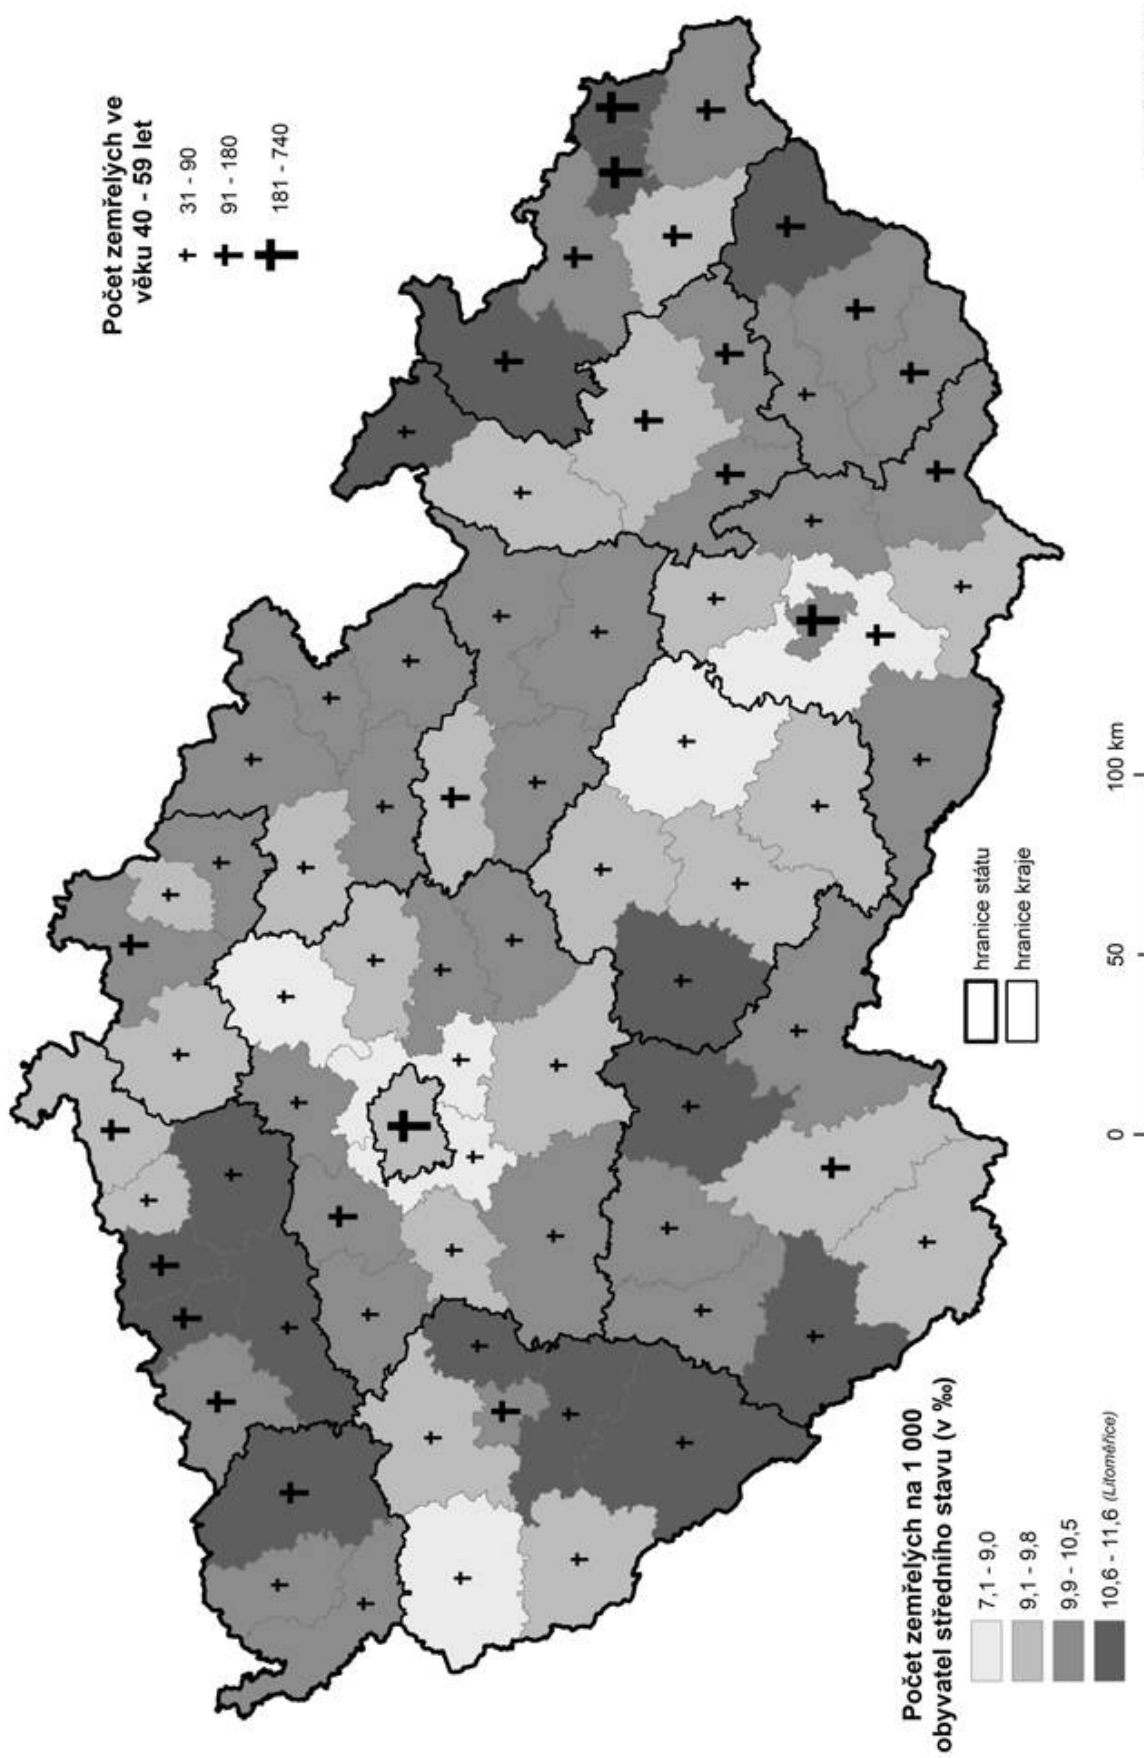 Počet zemřelých ve
věku 40 - 59 let
31 - 90
91 - 180
181 - 740
Počet zemřelých na 1 000
obyvatel středního stavu (v ‰)
7,1 - 9,0
9,1 - 9,8
9,9 - 10,5
10,6 - 11,6 (Litoměřice)
hranice státu
hranice kraje
0
50
100 km